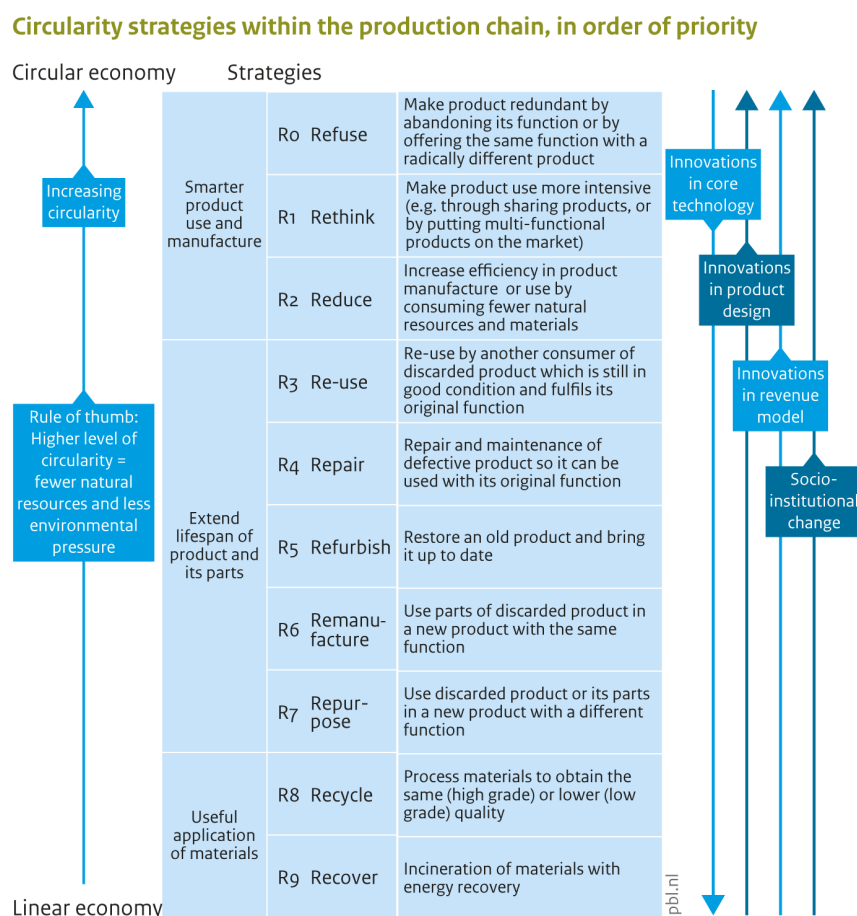 Circularity strategies within the production chain, in order of priority
Circular economy
Strategies
Increasing
circularity
Rule of thumb:
Higher level of
circularity =
fewer natural
resources and less
environmental
pressure
Linear economy
Smarter
product
use and
manufacture
R0 Refuse
Make product redundant by
abandoning its function or by
offering the same function with a
radically different product
R1 Rethink
Make product use more intensive
(e.g. through sharing products, or
by putting multi-functional
products on the market)
R2 Reduce
Increase efficiency in product
manufacture or use by
consuming fewer natural
resources and materials
Extend
lifespan of
product and
its parts
R3 Re-use
Re-use by another consumer of
discarded product which is still in
good condition and fulfils its
original function
R4 Repair
Repair and maintenance of
defective product so it can be
used with its original function
R5 Refurbish
Restore an old product and bring
it up to date
R6 Remanu-
facture
Use parts of discarded product in
a new product with the same
function
R7 Repur-
pose
Use discarded product or its parts
in a new product with a different
function
Useful
application
of materials
R8 Recycle
Process materials to obtain the
same (high grade) or lower (low
grade) quality
R9 Recover
Incineration of materials with
energy recovery
Innovations
in core
technology
Innovations
in product
design
Innovations
in revenue
model
Socio-
institutional
change
pbl.nl